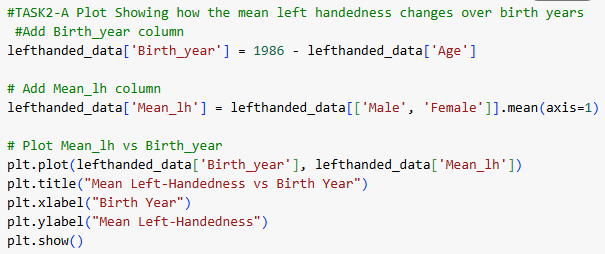 #TASK2-A Plot Showing how the mean left handedness changes over birth years
#Add Birth_year column
lefthanded_data['Birth_year'] = 1986 - lefthanded_data['Age']
# Add Mean_lh column
lefthanded_data['Mean_lh'] = lefthanded_data[['Male', 'Female']].mean(axis=1)
# Plot Mean_lh vs Birth_year
plt.plot(lefthanded_data['Birth_year'], lefthanded_data['Mean_lh'])
plt.title("Mean Left-Handedness vs Birth Year")
plt.xlabel("Birth Year")
plt.ylabel("Mean Left-Handedness")
plt.show()